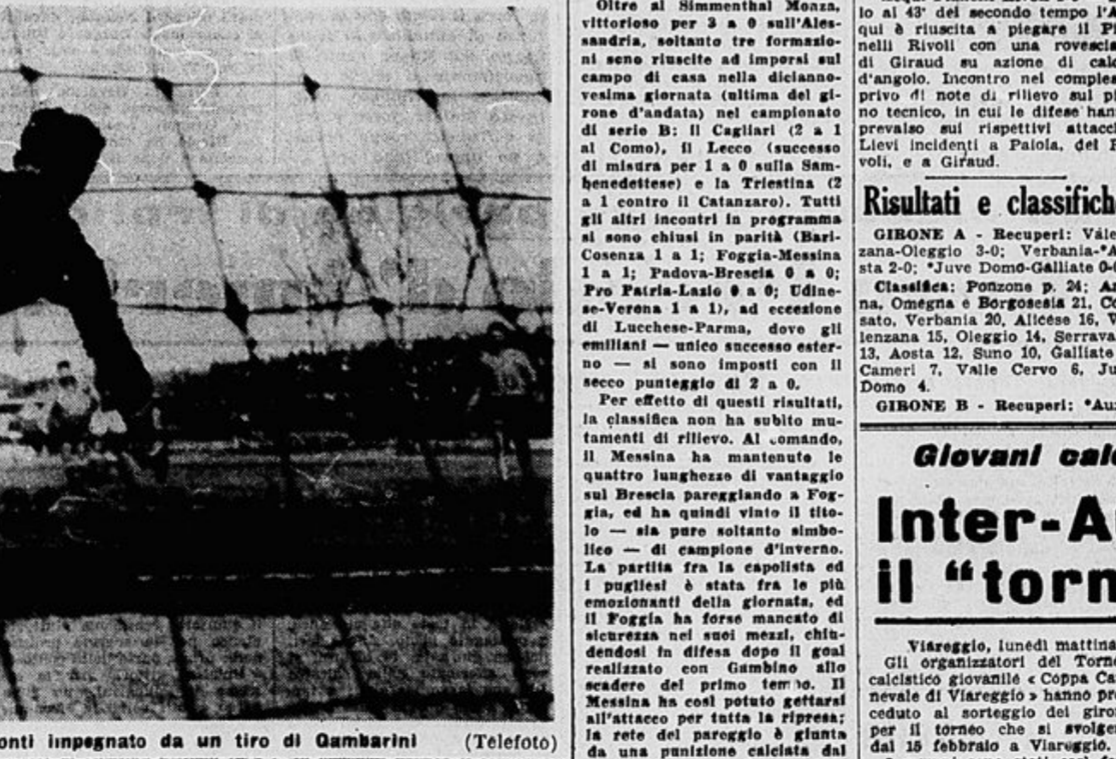 onti impegnato da un tiro di Gambarini (Telefoto)
Oltre al Simmenthal Monza,
vittorioso per 3 a 0 sull'Ales-
sandria, soltanto tre formazio-
ni sono riuscite ad imporsi sul
campo di casa nella dicianno-
vesima giornata (ultima del gi-
rone d'andata) nel campionato
di serie B: il Cagliari (2 a 1
al Como), il Lecco (successo
di misura per 1 a 0 sulla Sam-
benedettese) e la Triestina (2
a 1 contro il Catanzaro). Tutti
gli altri incontri in programma
si sono chiusi in parità (Bari-
Cosenza 1 a 1; Foggia-Messina
1 a 1; Padova-Brescia 0 a 0;
Pro Patria-Lazio 0 a 0; Udine-
se-Verona 1 a 1), ad eccezione
di Lucchese-Parma, dove gli
emiliani — unico successo ester-
no — si sono imposti con il
secco punteggio di 2 a 0.
Per effetto di questi risultati,
la classifica non ha subito mu-
tamenti di rilievo. Al comando,
il Messina ha mantenuto le
quattro lunghezze di vantaggio
sul Brescia pareggiando a Fog-
gia, ed ha quindi vinto il tito-
lo — sia pure soltanto simbo-
lico — di campione d'inverno.
La partita fra la capolista ed
i pugliesi è stata fra le più
emozionanti della giornata, ed
il Foggia ha forse mancato di
sicurezza nei suoi mezzi, chiu-
dendosi in difesa dopo il goal
realizzato con Gambino allo
scadere del primo tempo. Il
Messina ha così potuto gettarsi
all'attacco per tutta la ripresa;
la rete del pareggio è giunta
da una punizione calciata dal
lo al 43' del secondo tempo l'A
qui è riuscita a piegare il Pi
nelli Rivoli con una rovescia
di Giraud su azione di calc
d'angolo. Incontro nel comples
privo di note di rilievo sul pi
no tecnico, in cui le difese han
prevalso sui rispettivi attacc
Lievi incidenti a Paiola, del R
voli, e a Giraud.
Risultati e classifich
GIRONE A - Recuperi: Vale
zana-Oleggio 3-0; Verbania-*A
sta 2-0; *Juve Domo-Galliate 0-
Classifica: Ponzone p. 24; Ar
na, Omegna e Borgosesia 21, Co
sato, Verbania 20, Alicese 16, V
lenzana 15, Oleggio 14, Serrava
13, Aosta 12, Suno 10, Galliate
Cameri 7, Valle Cervo 6, Ju
Domo 4.
GIRONE B - Recuperi: *Au
Giovani calc
Inter-A
il "torn
Viareggio, lunedì mattina
Gli organizzatori del Torne
calcistico giovanile « Coppa Ca
nevale di Viareggio » hanno pro
ceduto al sorteggio dei giron
per il torneo che si svolger
dal 15 febbraio a Viareggio.